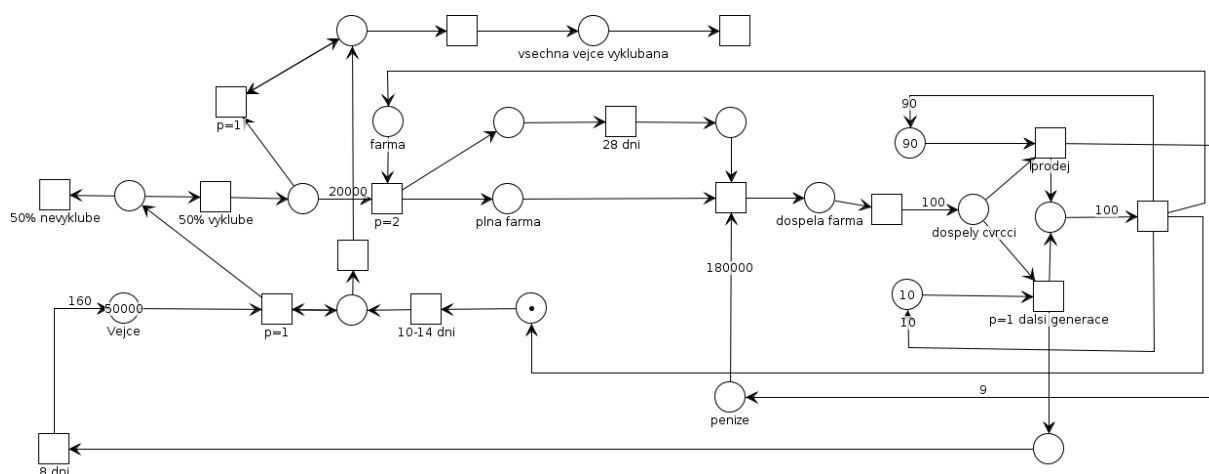 vsechna vejce vyklubana
p=1
farma
28 dni
90
90
prodej
50% nevyklube
50% vyklube
20000
p=2
plna farma
dospela farma
100
dospely cvrcci
100
180000
160
50000
Vejce
p=1
10-14 dni
10
10
p=1 dalsi generace
penize
9
8 dni